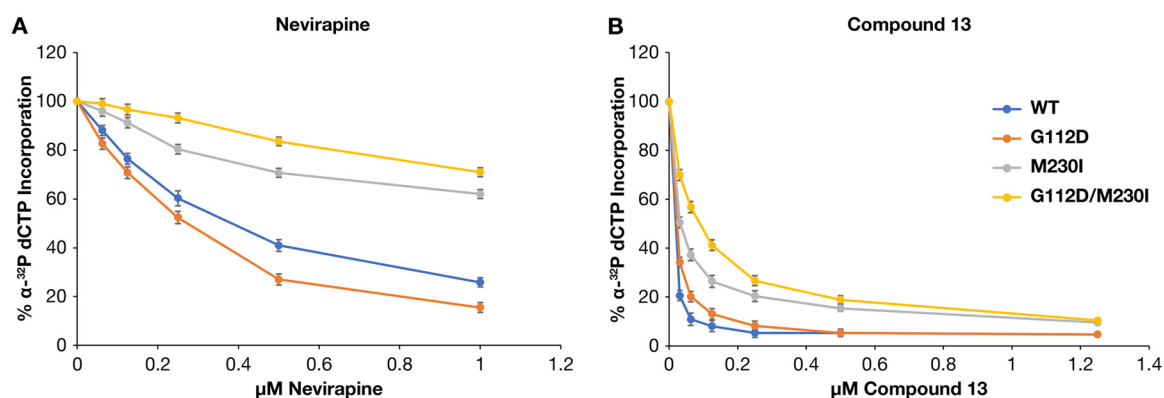 A
Nevirapine
120
100
80
60
40
20
0
% α-³²P dCTP Incorporation
0
0.2
0.4
0.6
0.8
1
1.2
µM Nevirapine
B
Compound 13
120
100
80
60
40
20
0
% α-³²P dCTP Incorporation
0
0.2
0.4
0.6
0.8
1
1.2
1.4
µM Compound 13
WT
G112D
M230I
G112D/M230I